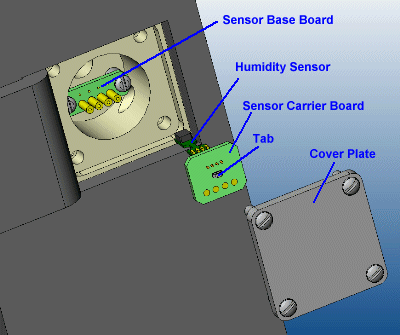 Sensor Base Board
Humidity Sensor
Sensor Carrier Board
Tab
Cover Plate